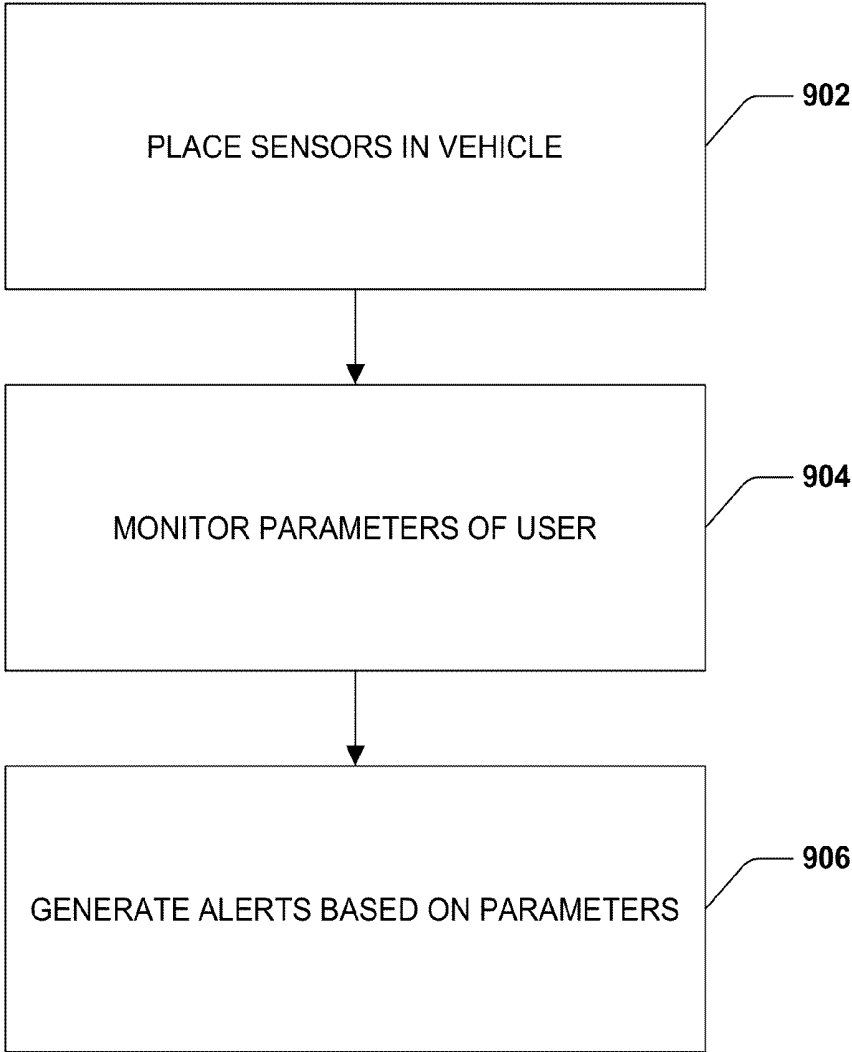 PLACE SENSORS IN VEHICLE
902
MONITOR PARAMETERS OF USER
904
GENERATE ALERTS BASED ON PARAMETERS
906